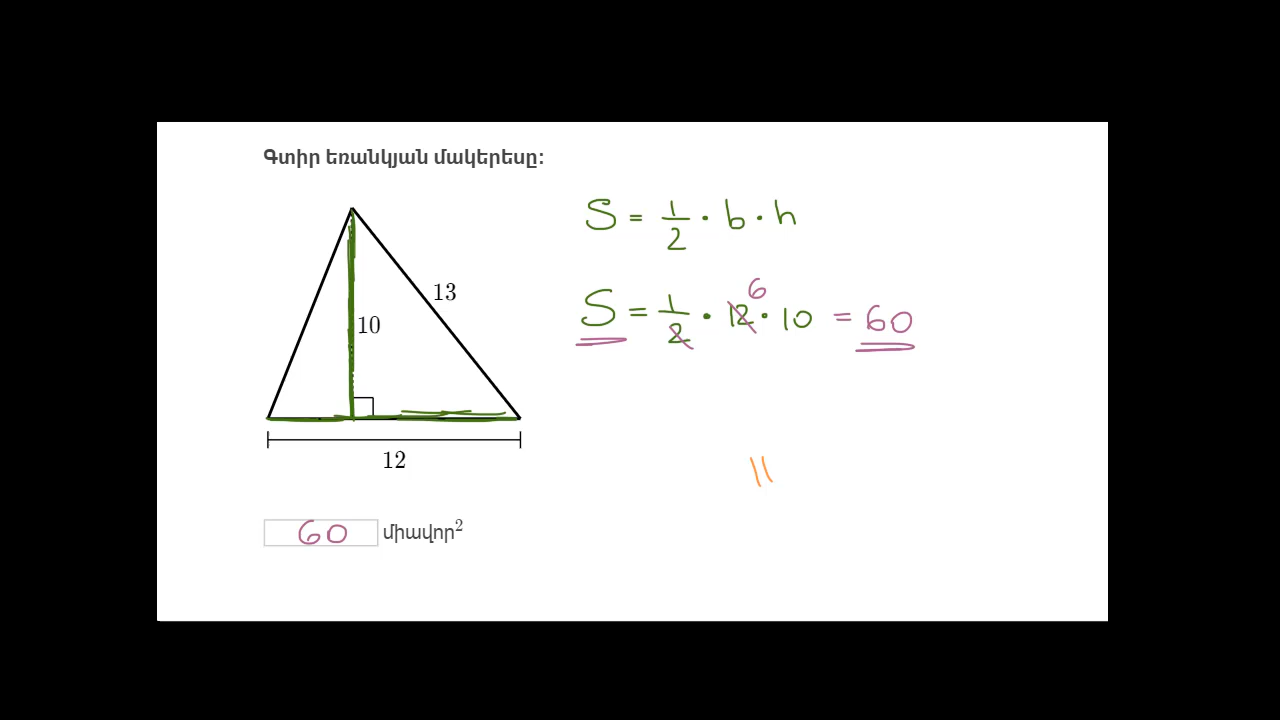 Գտիր եռանկյան մակերեսը:
S = 1/2 · b · h
13
6
S = 1/2 · 12 · 10 = 60
10
12
60 միավոր²